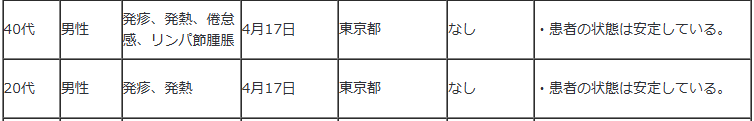 40代 男性 発疹、発熱、倦怠感、リンパ節腫脹 4月17日 東京都 なし ・患者の状態は安定している。
20代 男性 発疹、発熱 4月17日 東京都 なし ・患者の状態は安定している。